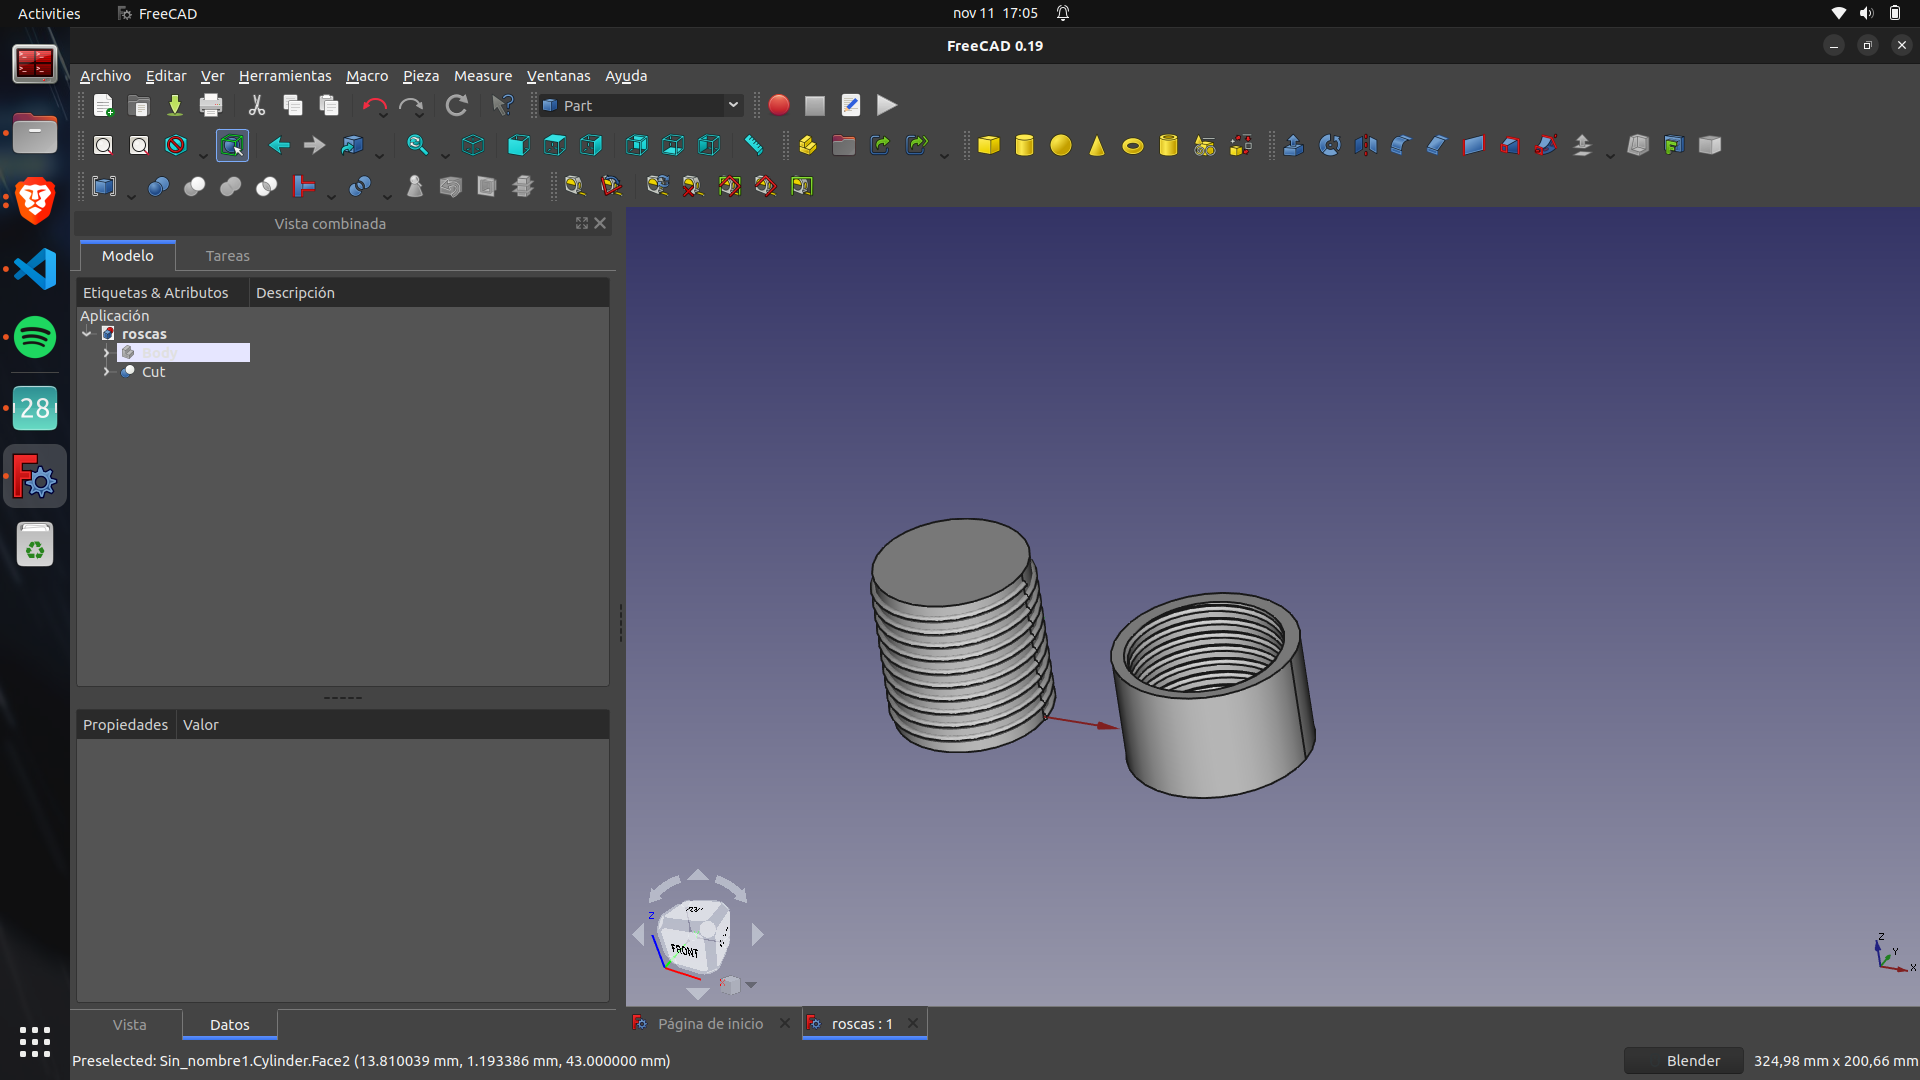 Activities FreeCAD nov 11 17:05
FreeCAD 0.19
Archivo Editar Ver Herramientas Macro Pieza Measure Ventanas Ayuda
Part
Vista combinada
Modelo Tareas
Etiquetas & Atributos Descripción
Aplicación
roscas
Body
Cut
28
Propiedades Valor
Z
FRONT
X
Z
Y
X
Vista Datos
Página de inicio roscas : 1
Preselected: Sin_nombre1.Cylinder.Face2 (13.810039 mm, 1.193386 mm, 43.000000 mm) Blender 324,98 mm x 200,66 mm